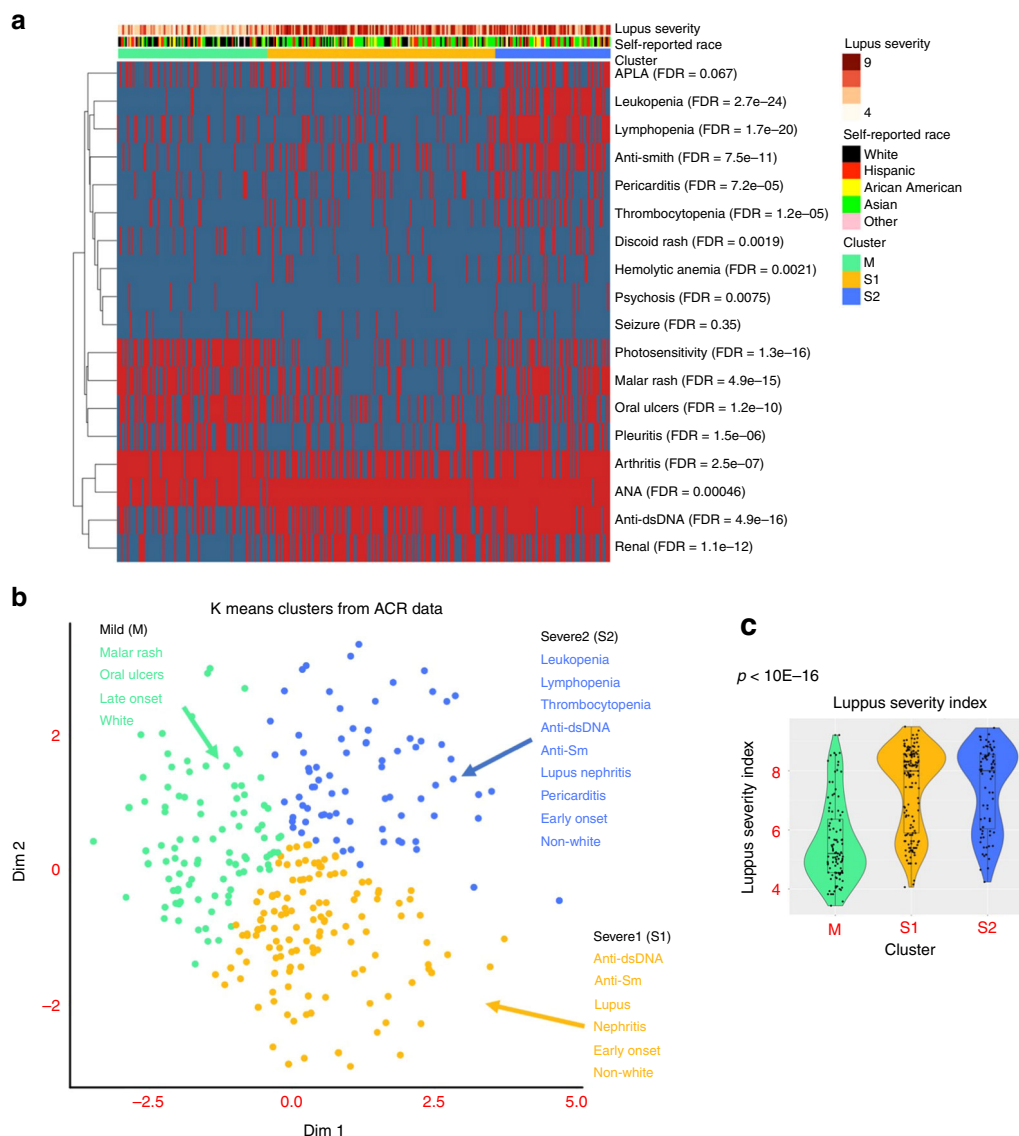 a
Lupus severity
Self-reported race
Cluster
APLA (FDR = 0.067)
Leukopenia (FDR = 2.7e–24)
Lymphopenia (FDR = 1.7e–20)
Anti-smith (FDR = 7.5e–11)
Pericarditis (FDR = 7.2e–05)
Thrombocytopenia (FDR = 1.2e–05)
Discoid rash (FDR = 0.0019)
Hemolytic anemia (FDR = 0.0021)
Psychosis (FDR = 0.0075)
Seizure (FDR = 0.35)
Photosensitivity (FDR = 1.3e–16)
Malar rash (FDR = 4.9e–15)
Oral ulcers (FDR = 1.2e–10)
Pleuritis (FDR = 1.5e–06)
Arthritis (FDR = 2.5e–07)
ANA (FDR = 0.00046)
Anti-dsDNA (FDR = 4.9e–16)
Renal (FDR = 1.1e–12)
Lupus severity
9
4
Self-reported race
White
Hispanic
Arican American
Asian
Other
Cluster
M
S1
S2
b
K means clusters from ACR data
Mild (M)
Malar rash
Oral ulcers
Late onset
White
Severe2 (S2)
Leukopenia
Lymphopenia
Thrombocytopenia
Anti-dsDNA
Anti-Sm
Lupus nephritis
Pericarditis
Early onset
Non-white
Severe1 (S1)
Anti-dsDNA
Anti-Sm
Lupus
Nephritis
Early onset
Non-white
Dim 2
2
0
–2
–2.5
0.0
2.5
5.0
Dim 1
c
p < 10E–16
Luppus severity index
Luppus severity index
8
6
4
M
S1
S2
Cluster